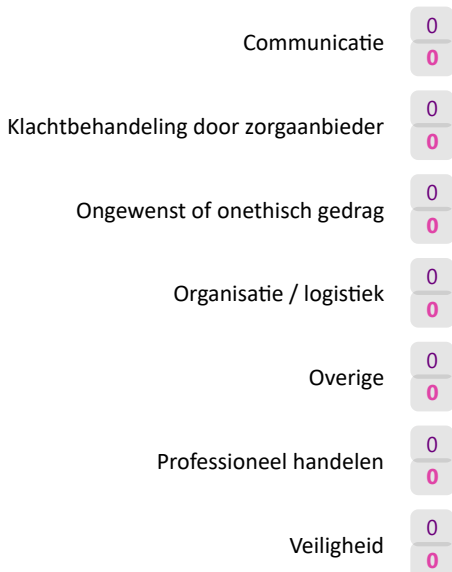 Communicatie
0
0
Klachtbehandeling door zorgaanbieder
0
0
Ongewenst of onethisch gedrag
0
0
Organisatie / logistiek
0
0
Overige
0
0
Professioneel handelen
0
0
Veiligheid
0
0